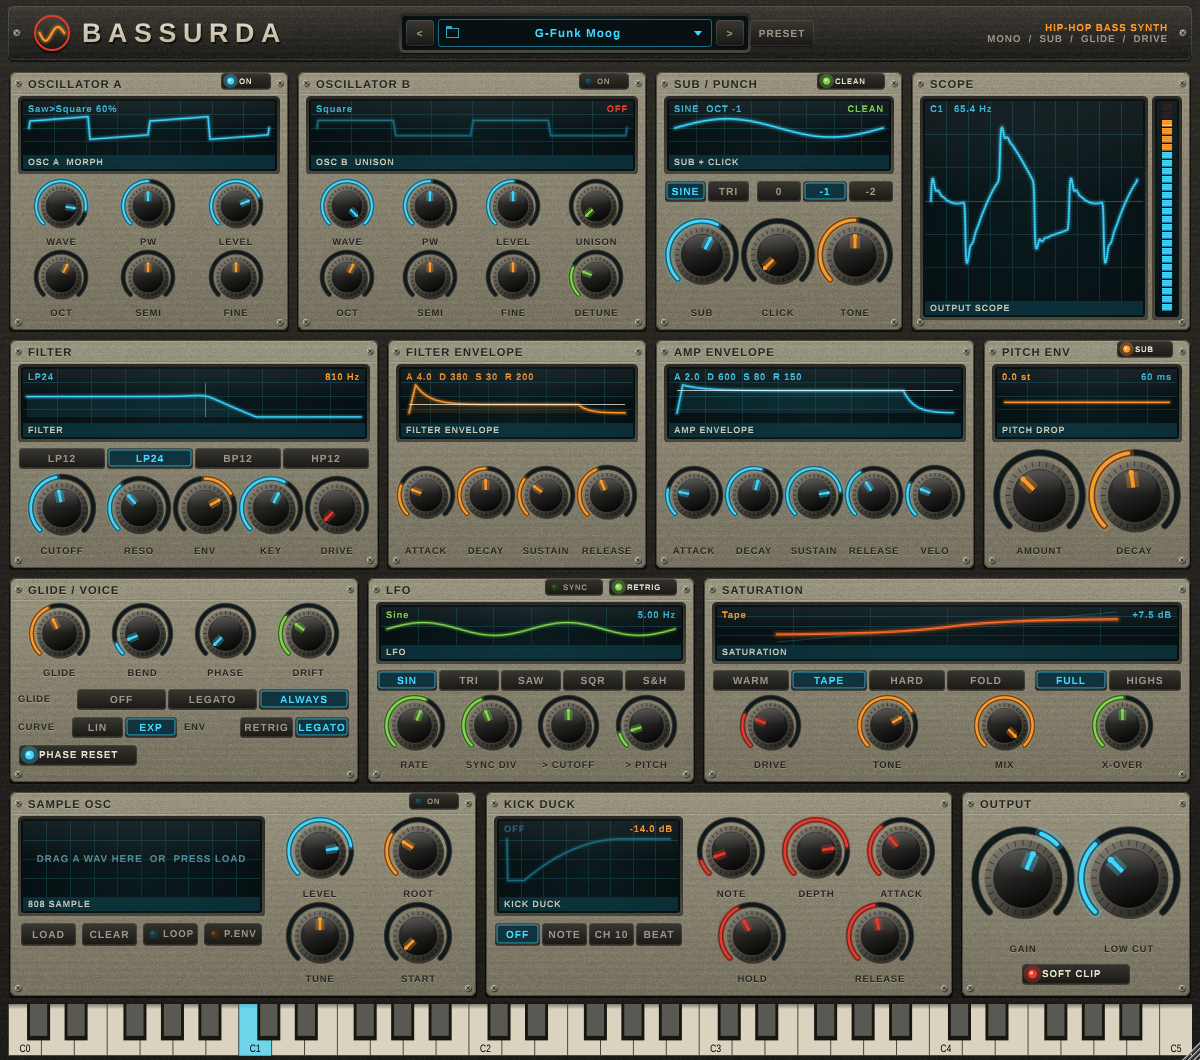 BASSURDA
< G-Funk Moog > PRESET
HIP-HOP BASS SYNTH
MONO / SUB / GLIDE / DRIVE
OSCILLATOR A ON
Saw>Square 60%
OSC A MORPH
WAVE PW LEVEL
OCT SEMI FINE
OSCILLATOR B ON
Square OFF
OSC B UNISON
WAVE PW LEVEL UNISON
OCT SEMI FINE DETUNE
SUB / PUNCH CLEAN
SINE OCT -1 CLEAN
SUB + CLICK
SINE TRI 0 -1 -2
SUB CLICK TONE
SCOPE
C1 65.4 Hz
OUTPUT SCOPE
FILTER
LP24 810 Hz
FILTER
LP12 LP24 BP12 HP12
CUTOFF RESO ENV KEY DRIVE
FILTER ENVELOPE
A 4.0 D 380 S 30 R 200
FILTER ENVELOPE
ATTACK DECAY SUSTAIN RELEASE
AMP ENVELOPE
A 2.0 D 600 S 80 R 150
AMP ENVELOPE
ATTACK DECAY SUSTAIN RELEASE VELO
PITCH ENV SUB
0.0 st 60 ms
PITCH DROP
AMOUNT DECAY
GLIDE / VOICE
GLIDE BEND PHASE DRIFT
GLIDE OFF LEGATO ALWAYS
CURVE LIN EXP ENV RETRIG LEGATO
PHASE RESET
LFO SYNC RETRIG
Sine 5.00 Hz
LFO
SIN TRI SAW SQR S&H
RATE SYNC DIV > CUTOFF > PITCH
SATURATION
Tape +7.5 dB
SATURATION
WARM TAPE HARD FOLD FULL HIGHS
DRIVE TONE MIX X-OVER
SAMPLE OSC ON
DRAG A WAV HERE OR PRESS LOAD
808 SAMPLE
LOAD CLEAR LOOP P.ENV
LEVEL ROOT
TUNE START
KICK DUCK
OFF -14.0 dB
KICK DUCK
OFF NOTE CH 10 BEAT
NOTE DEPTH ATTACK
HOLD RELEASE
OUTPUT
GAIN LOW CUT
SOFT CLIP
C0 C1 C2 C3 C4 C5